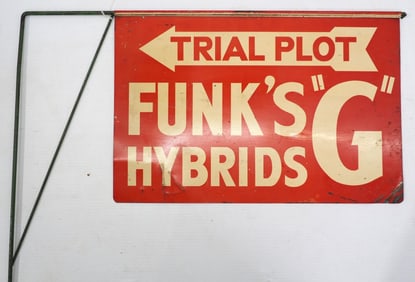 TRIAL PLOT
FUNK'S "G"
HYBRIDS